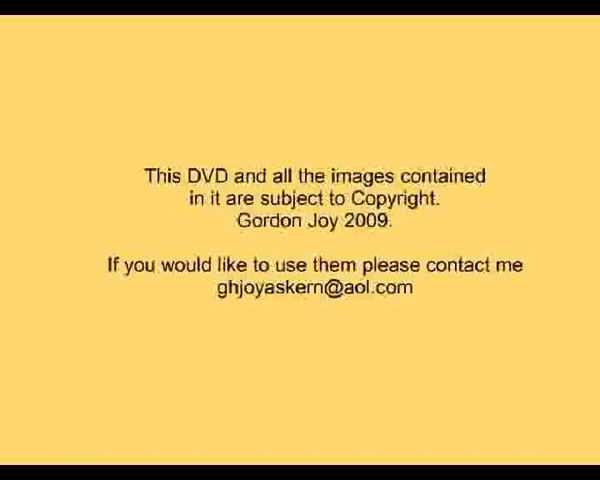 This DVD and all the images contained
in it are subject to Copyright.
Gordon Joy 2009.
If you would like to use them please contact me
ghjoyaskern@aol.com